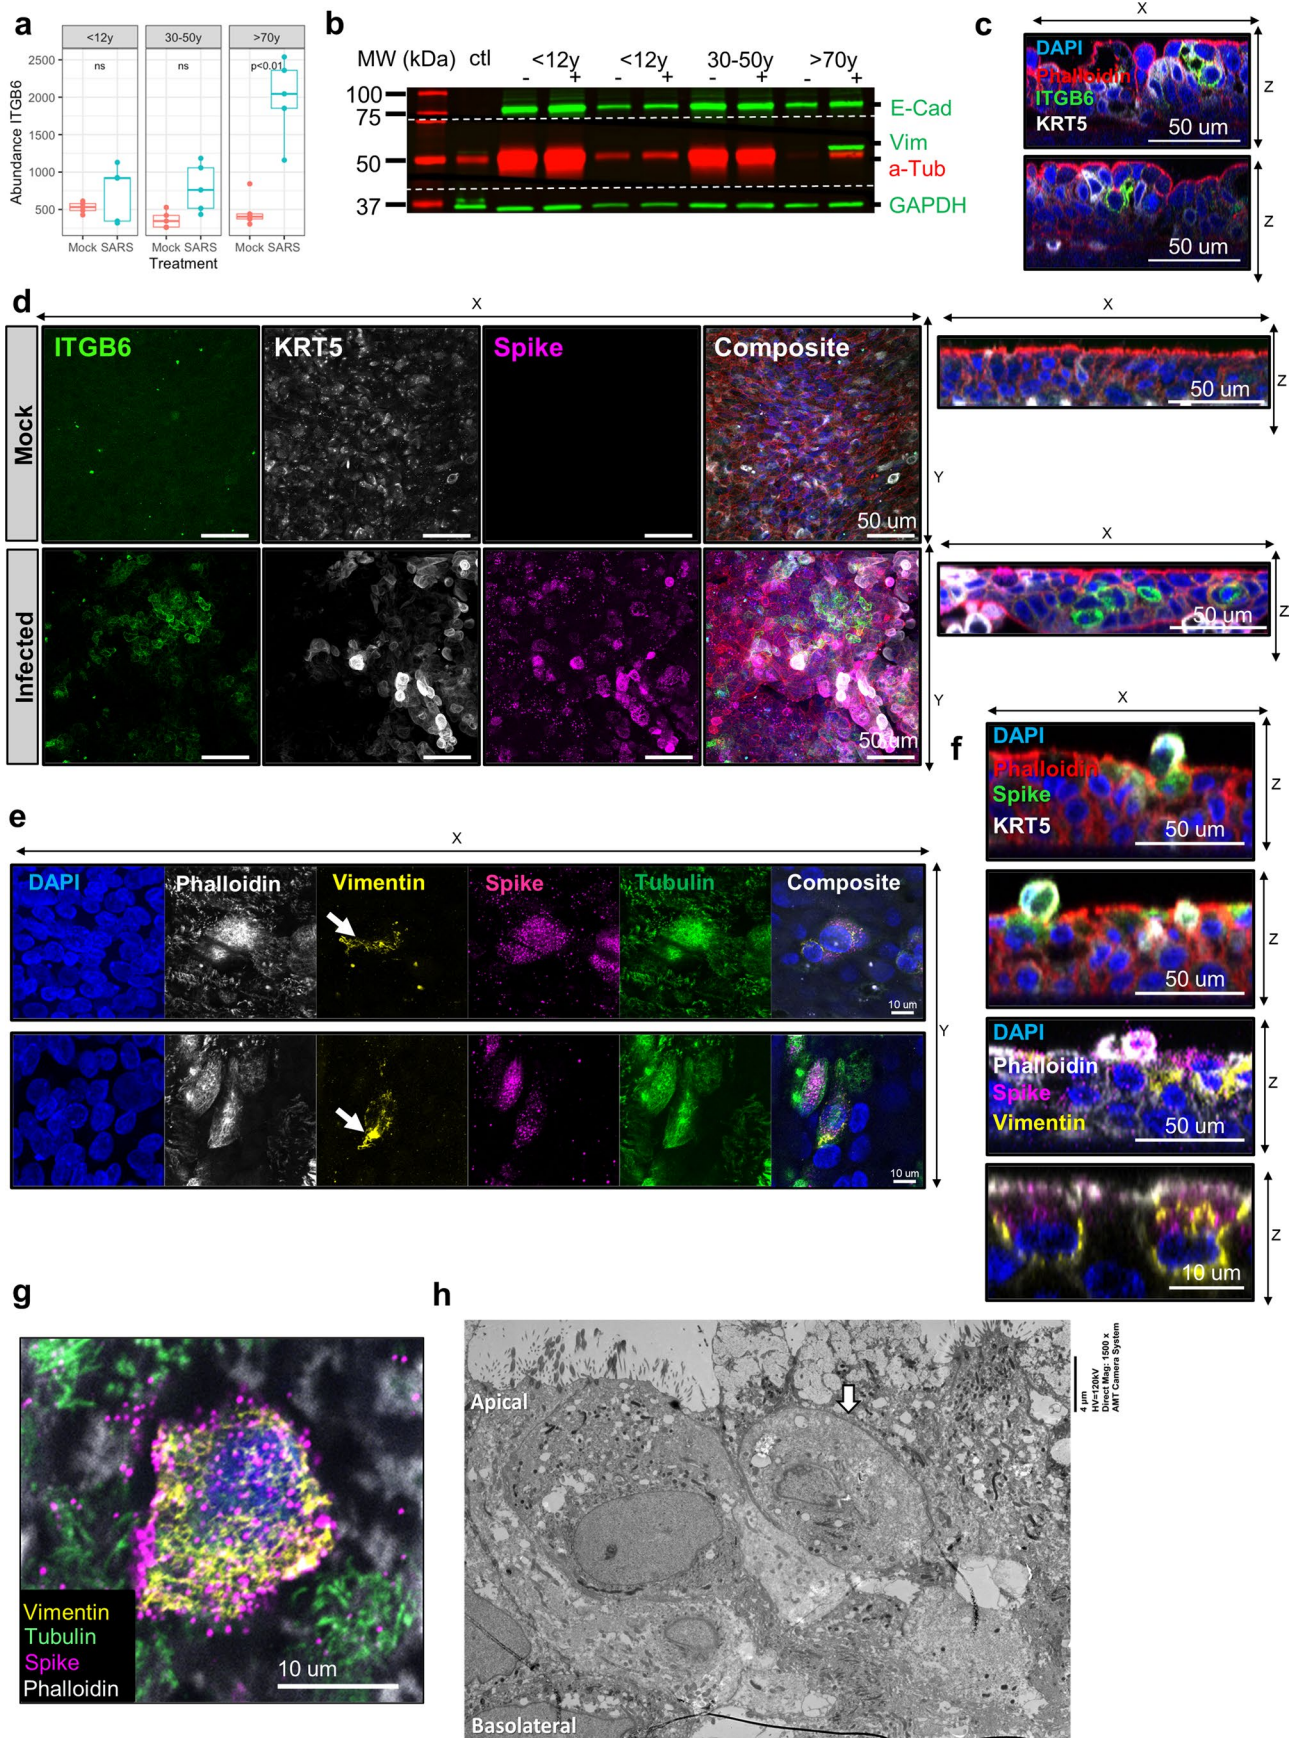 a
<12y 30-50y >70y
ns ns p<0.01
2500
2000
1500
1000
500
Abundance ITGB6
Mock SARS Mock SARS Mock SARS
Treatment
b
MW (kDa) ctl <12y <12y 30-50y >70y
- + - + - + - +
100
75
50
37
E-Cad
Vim
a-Tub
GAPDH
c
X
DAPI
Phalloidin
ITGB6
KRT5
50 um
Z
50 um
Z
d
X
ITGB6 KRT5 Spike Composite
Mock
50 um
Y
X
50 um
Z
Infected
50 um
Y
X
50 um
Z
e
X
DAPI Phalloidin Vimentin Spike Tubulin Composite
10 um
Y
10 um
f
X
DAPI
Phalloidin
Spike
KRT5
50 um
Z
50 um
Z
DAPI
Phalloidin
Spike
Vimentin
50 um
Z
10 um
Z
g
Vimentin
Tubulin
Spike
Phalloidin
10 um
h
Apical
Basolateral
4 µm
HV=120kV
Direct Mag: 1500 x
AMT Camera System